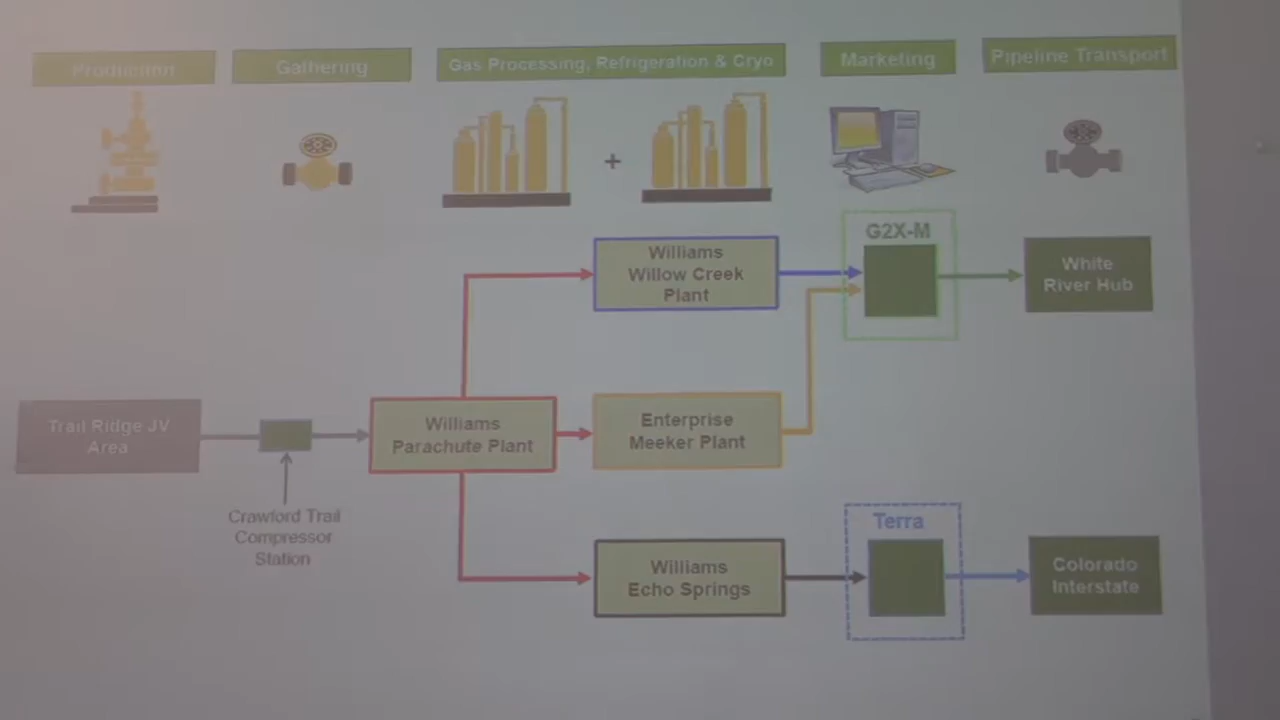 Production
Gathering
Gas Processing, Refrigeration & Cryo
Marketing
Pipeline Transport
+
G2X-M
Williams
Willow Creek
Plant
White
River Hub
Trail Ridge JV
Area
Williams
Parachute Plant
Enterprise
Meeker Plant
Crawford Trail
Compressor
Station
Terra
Williams
Echo Springs
Colorado
Interstate